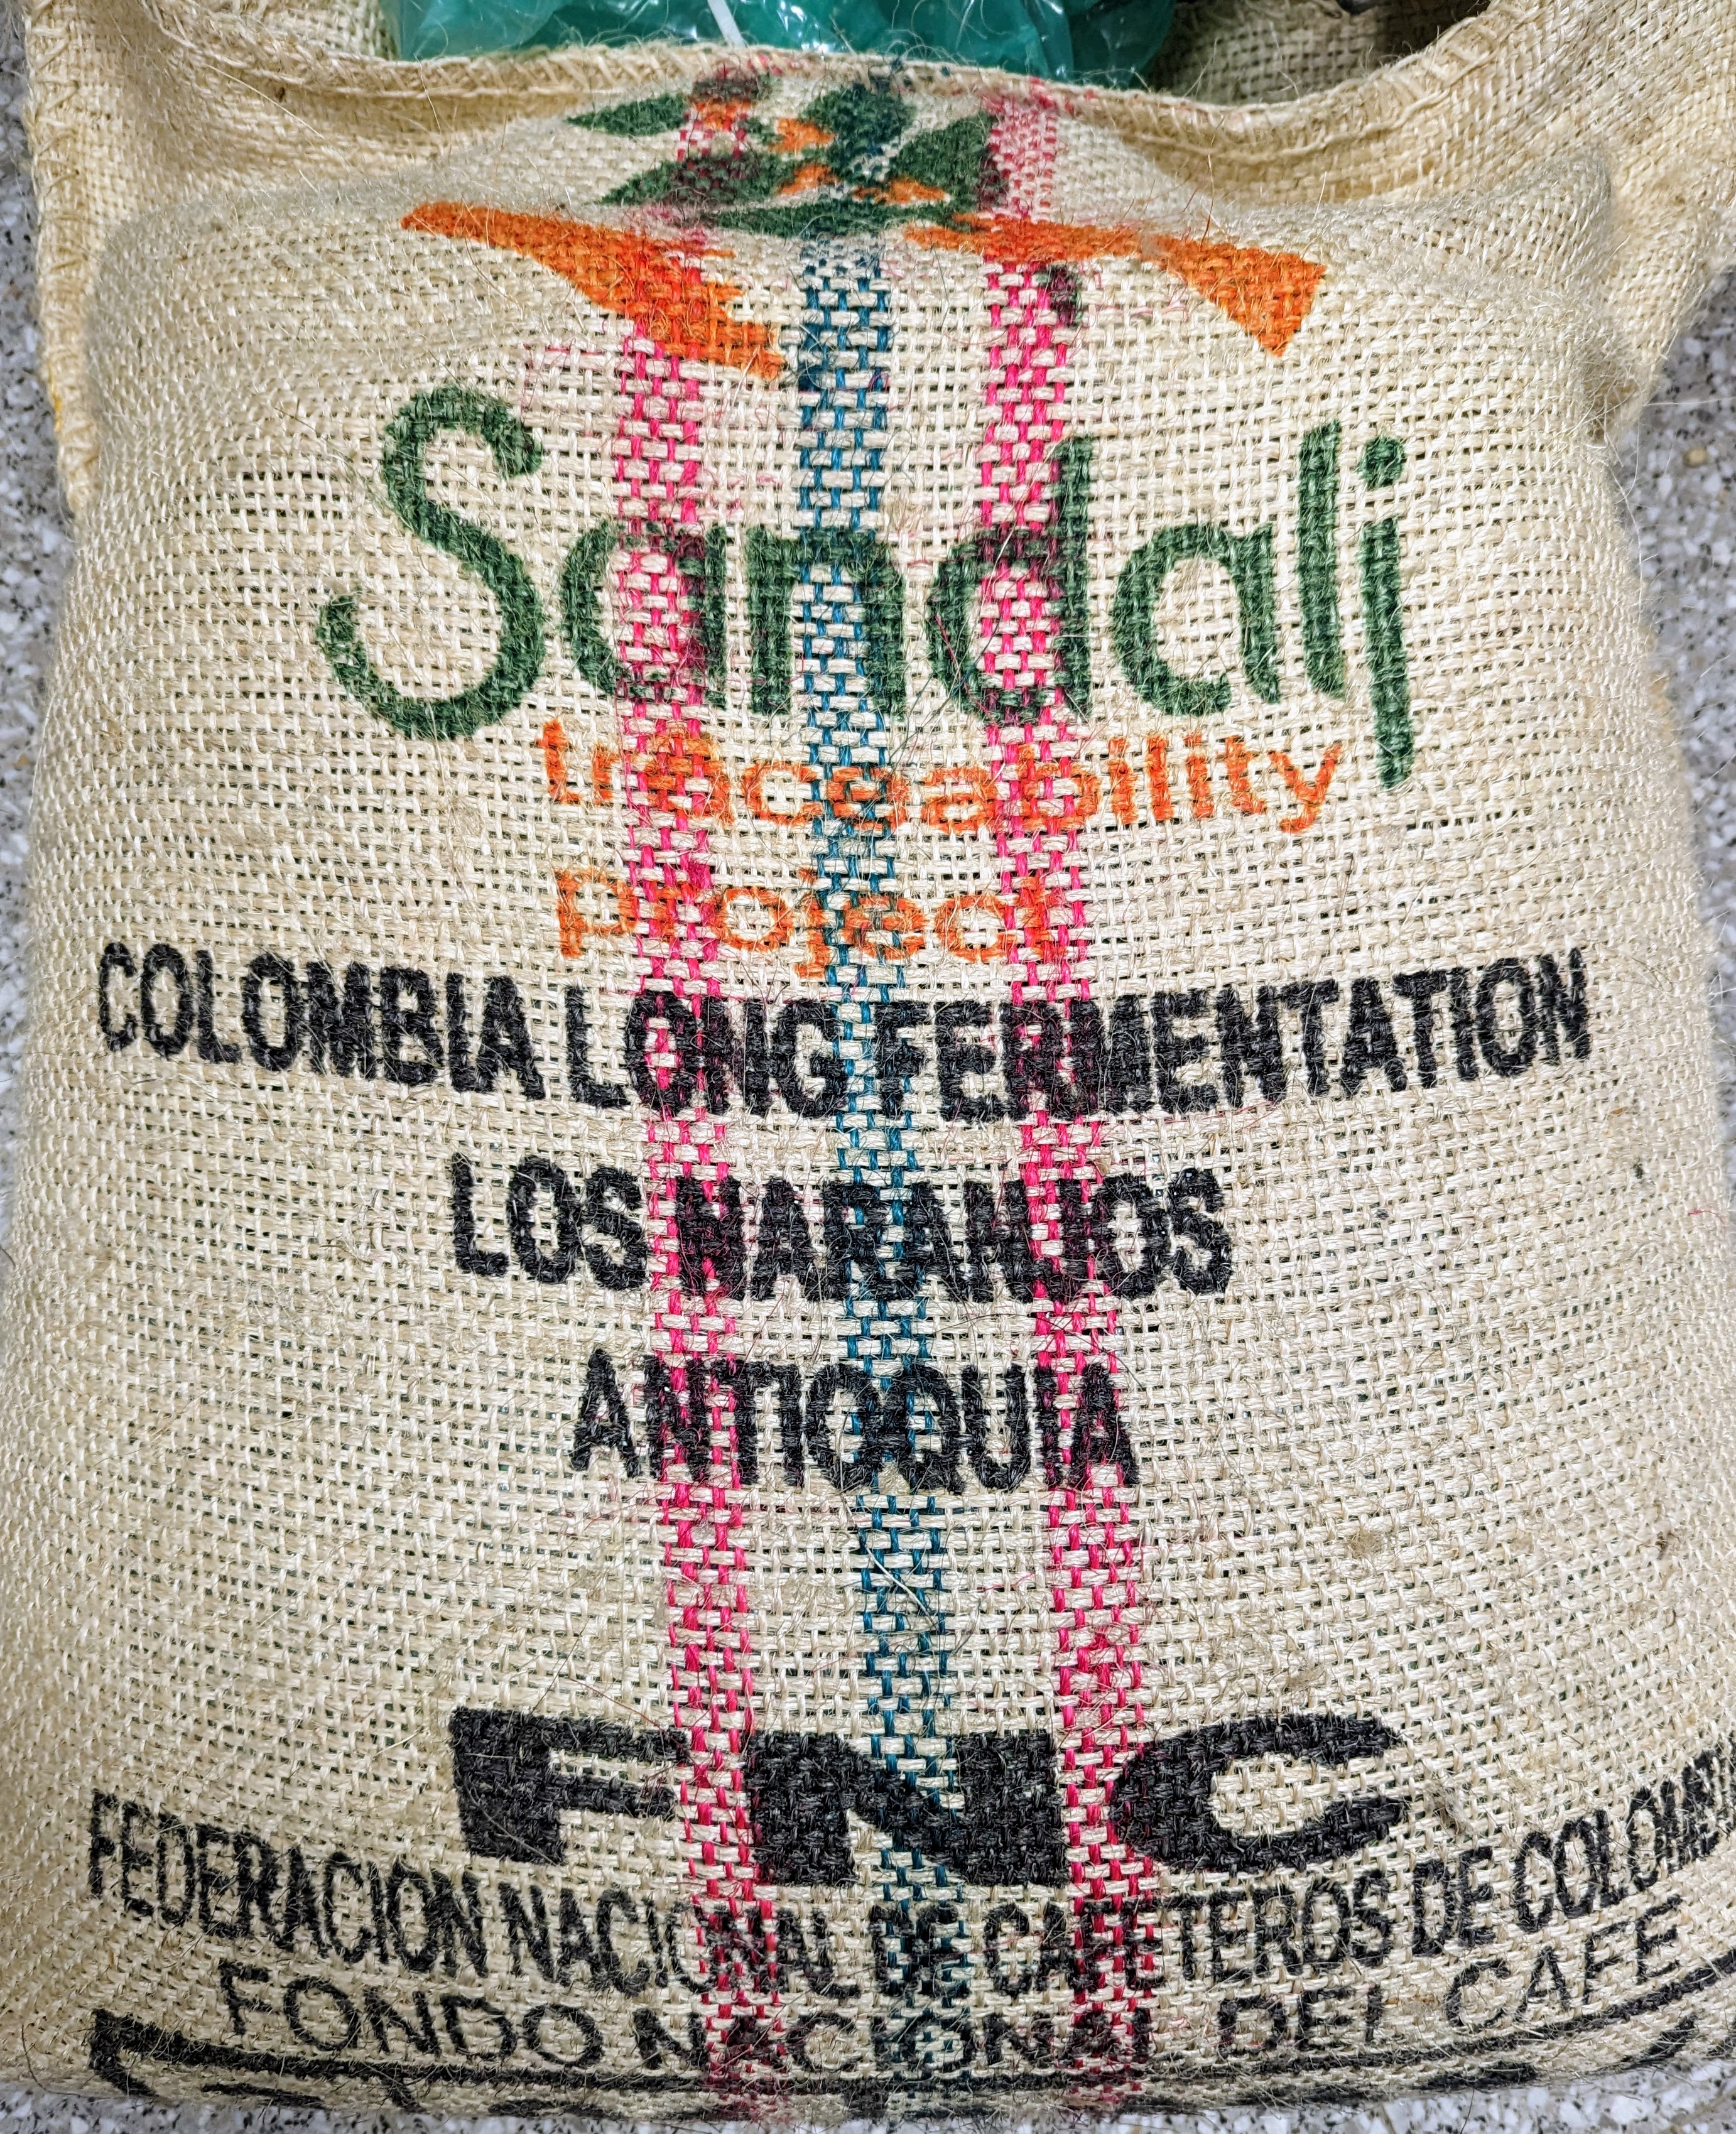 Sandalj
traceability
project
COLOMBIA LONG FERMENTATION
LOS NARANJOS
ANTIOQUIA
FNC
FEDERACION NACIONAL DE CAFETEROS DE COLOMBIA
FONDO NACIONAL DEL CAFE